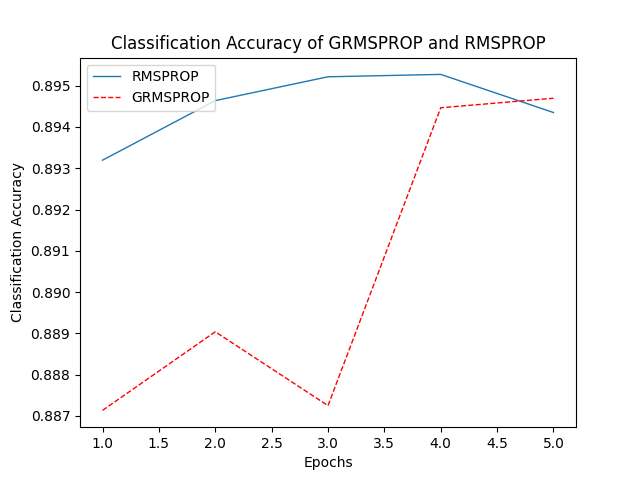 Classification Accuracy of GRMSPROP and RMSPROP
RMSPROP
GRMSPROP
Classification Accuracy
0.895
0.894
0.893
0.892
0.891
0.890
0.889
0.888
0.887
1.0 1.5 2.0 2.5 3.0 3.5 4.0 4.5 5.0
Epochs